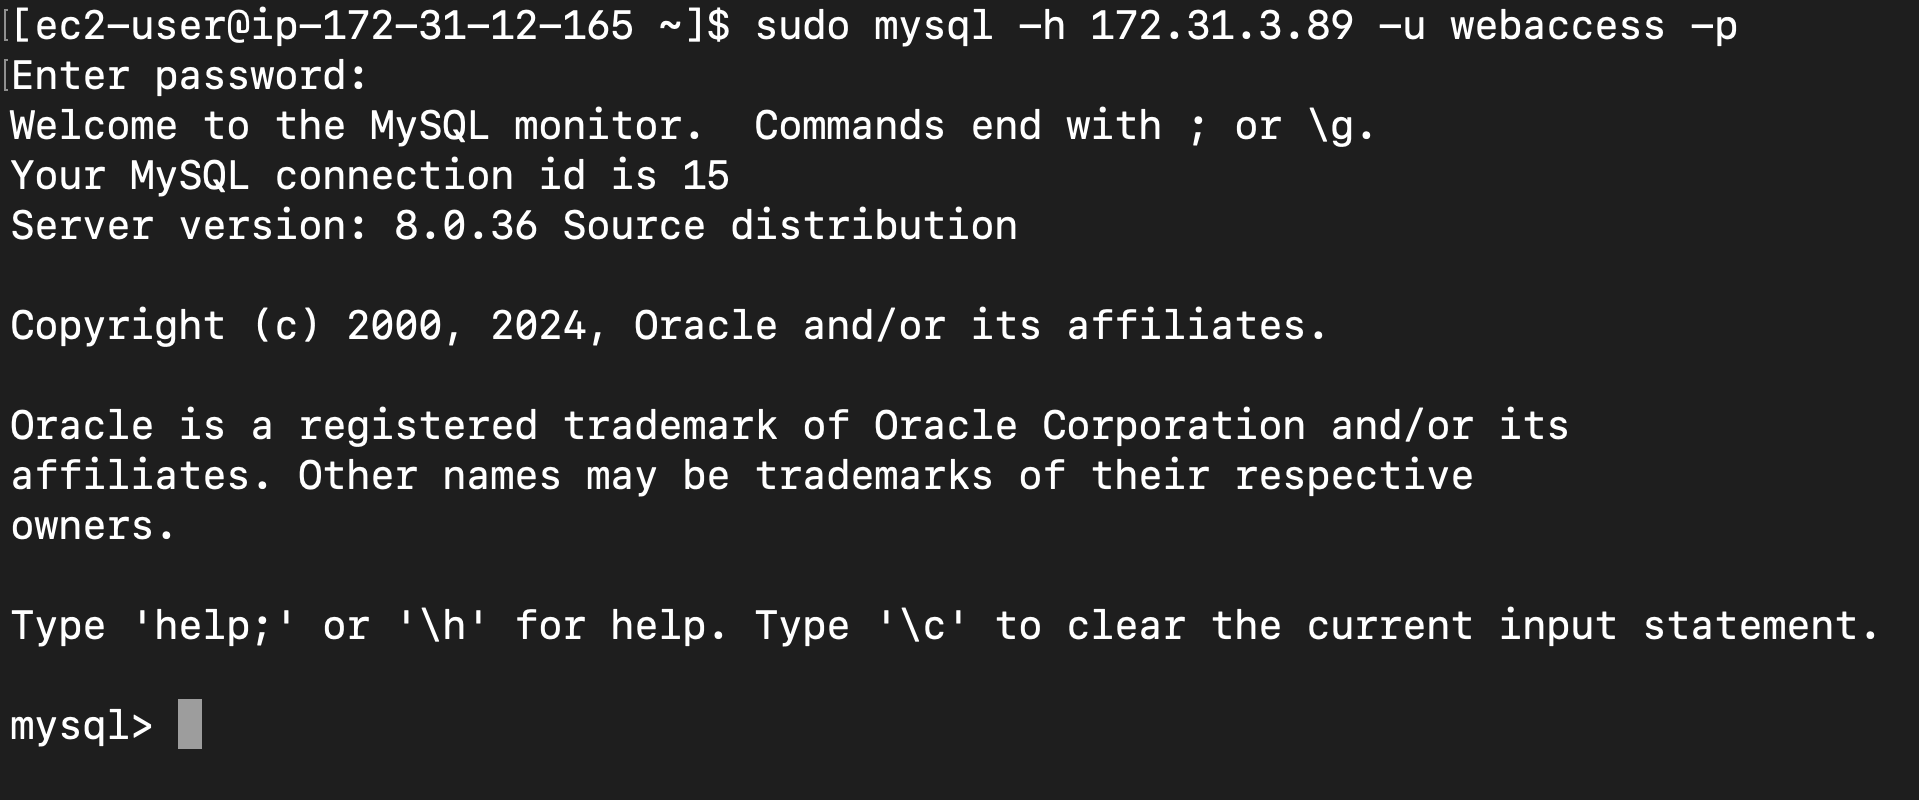 [ec2-user@ip-172-31-12-165 ~]$ sudo mysql -h 172.31.3.89 -u webaccess -p
Enter password:
Welcome to the MySQL monitor.  Commands end with ; or \g.
Your MySQL connection id is 15
Server version: 8.0.36 Source distribution
Copyright (c) 2000, 2024, Oracle and/or its affiliates.
Oracle is a registered trademark of Oracle Corporation and/or its
affiliates. Other names may be trademarks of their respective
owners.
Type 'help;' or '\h' for help. Type '\c' to clear the current input statement.
mysql>